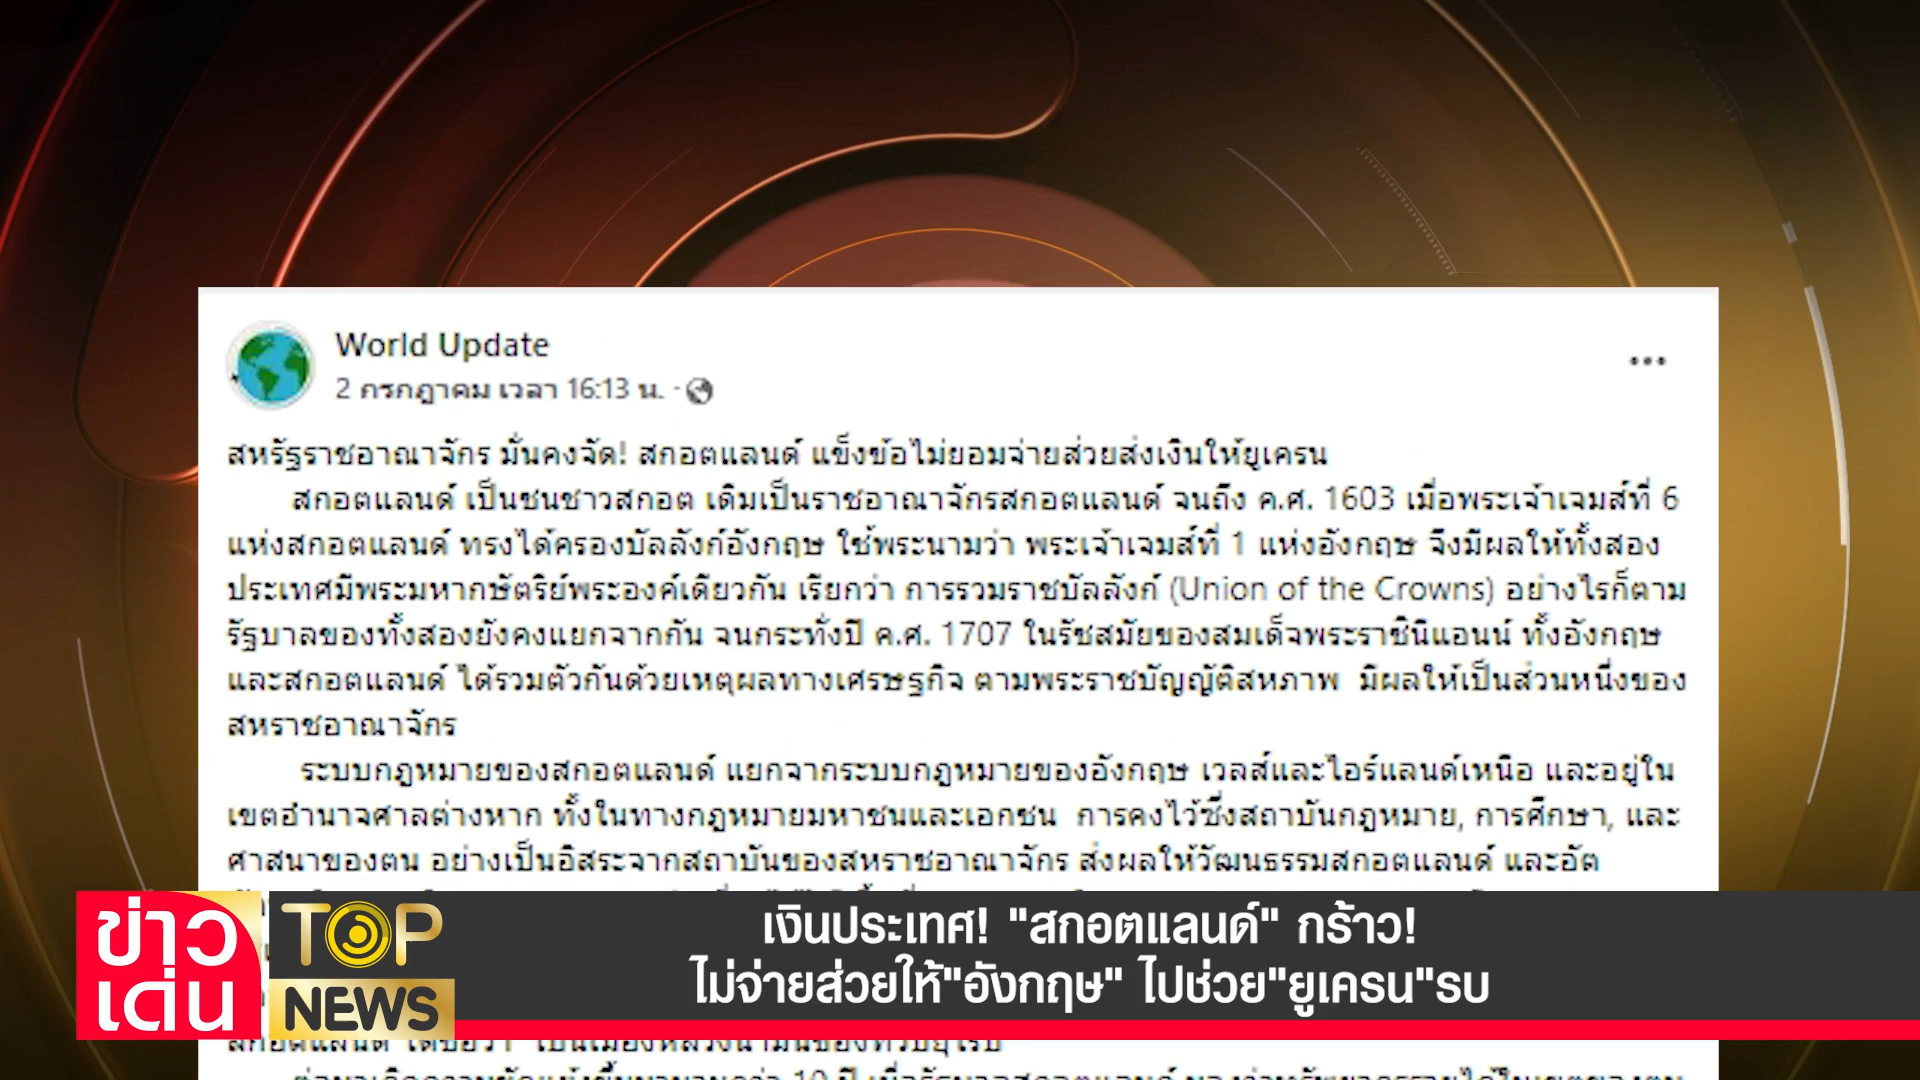 World Update
2 กรกฎาคม เวลา 16:13 น. ·
สหรัฐราชอาณาจักร มั่นคงจัด! สกอตแลนด์ แข็งข้อไม่ยอมจ่ายส่วยส่งเงินให้ยูเครน
สกอตแลนด์ เป็นชนชาวสกอต เดิมเป็นราชอาณาจักรสกอตแลนด์ จนถึง ค.ศ. 1603 เมื่อพระเจ้าเจมส์ที่ 6
แห่งสกอตแลนด์ ทรงได้ครองบัลลังก์อังกฤษ ใช้พระนามว่า พระเจ้าเจมส์ที่ 1 แห่งอังกฤษ จึงมีผลให้ทั้งสอง
ประเทศมีพระมหากษัตริย์พระองค์เดียวกัน เรียกว่า การรวมราชบัลลังก์ (Union of the Crowns) อย่างไรก็ตาม
รัฐบาลของทั้งสองยังคงแยกจากกัน จนกระทั่งปี ค.ศ. 1707 ในรัชสมัยของสมเด็จพระราชินีแอนน์ ทั้งอังกฤษ
และสกอตแลนด์ ได้รวมตัวกันด้วยเหตุผลทางเศรษฐกิจ ตามพระราชบัญญัติสหภาพ มีผลให้เป็นส่วนหนึ่งของ
สหราชอาณาจักร
ระบบกฎหมายของสกอตแลนด์ แยกจากระบบกฎหมายของอังกฤษ เวลส์และไอร์แลนด์เหนือ และอยู่ใน
เขตอำนาจศาลต่างหาก ทั้งในทางกฎหมายมหาชนและเอกชน การคงไว้ซึ่งสถาบันกฎหมาย, การศึกษา, และ
ศาสนาของตน อย่างเป็นอิสระจากสถาบันของสหราชอาณาจักร ส่งผลให้วัฒนธรรมสกอตแลนด์ และอัต
ข่าวเด่น
TOP NEWS
เงินประเทศ! "สกอตแลนด์" กร้าว!
ไม่จ่ายส่วยให้"อังกฤษ" ไปช่วย"ยูเครน"รบ